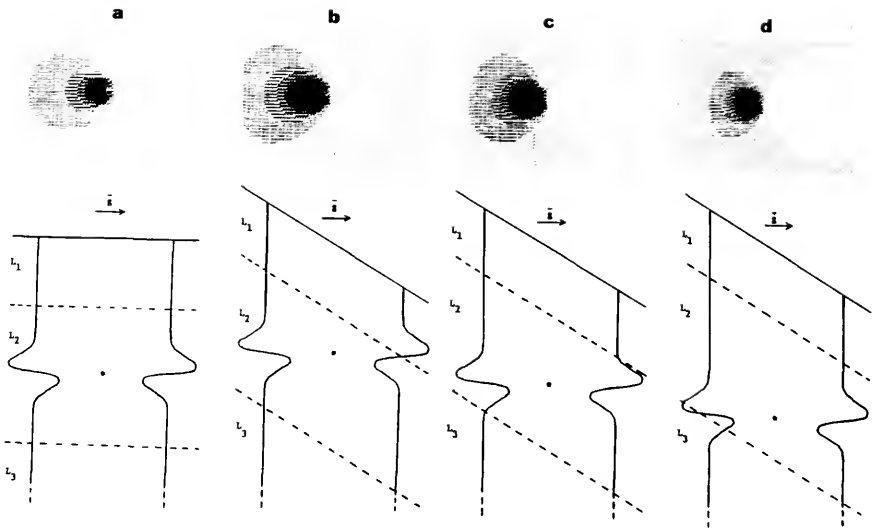 a b c d
ḡ ḡ ḡ ḡ
L1 L1 L1 L1
L2 L2 L2 L2
L3 L3 L3 L3